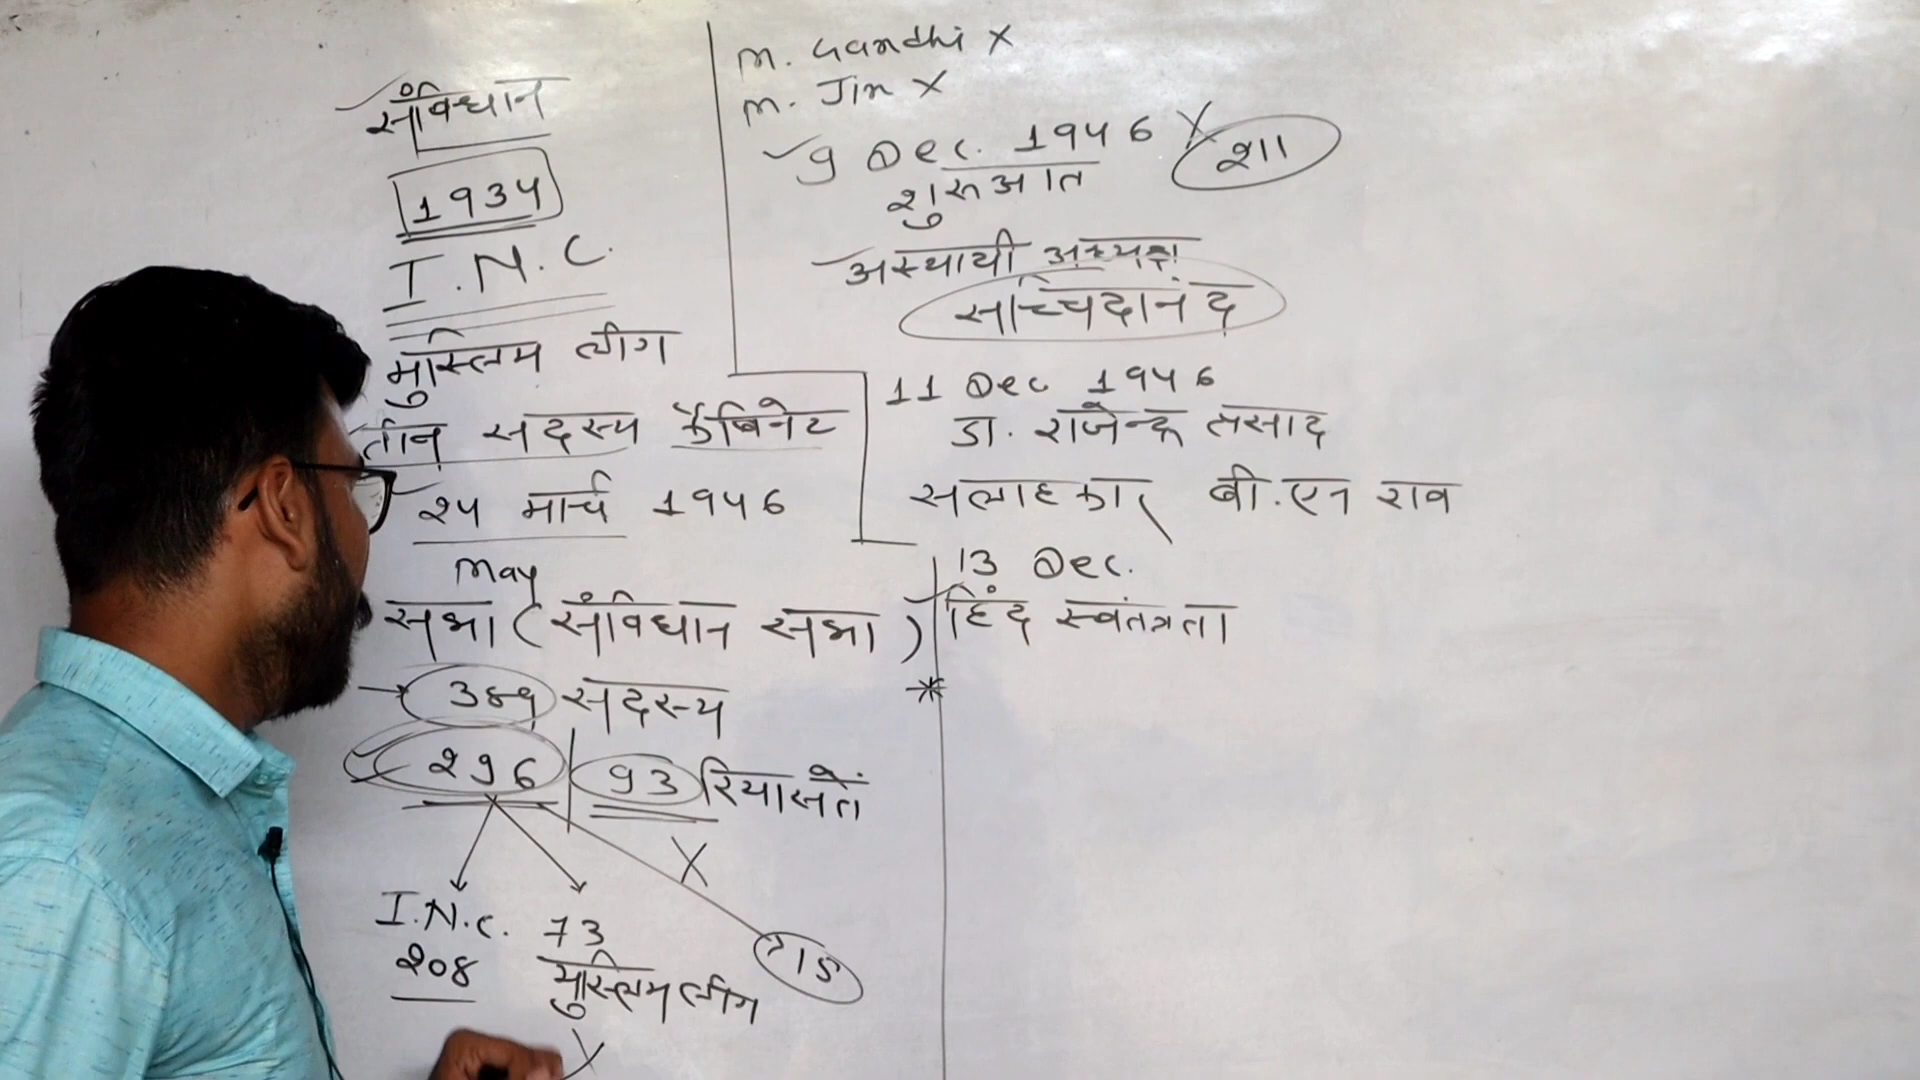 संविधान
1934
I.N.C.
मुस्लिम लीग
तीन सदस्य कैबिनेट
24 मार्च 1946
May
सभा (संविधान सभा)
389 सदस्य
296 | 93 रियासतें
X
I.N.C. 73
208 मुस्लिम लीग
15
X
M. Gandhi X
M. Jin X
9 Dec. 1946 X 211
शुरूआत
अस्थायी अध्यक्ष
सच्चिदानंद
11 Dec 1946
डा. राजेन्द्र प्रसाद
सलाहकार बी.एन राव
13 Dec.
हिंद स्वतंत्रता
*